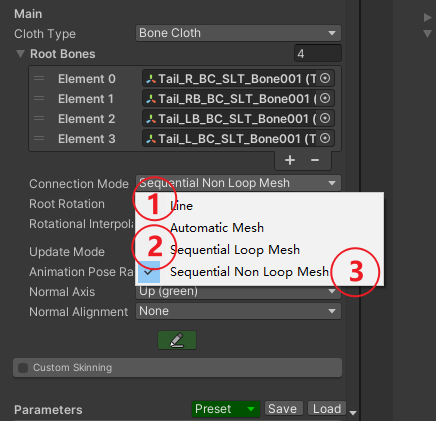 Main
Cloth Type Bone Cloth
Root Bones 4
Element 0 Tail_R_BC_SLT_Bone001 (T
Element 1 Tail_RB_BC_SLT_Bone001 (
Element 2 Tail_LB_BC_SLT_Bone001 (
Element 3 Tail_L_BC_SLT_Bone001 (T
+ −
Connection Mode Sequential Non Loop Mesh
Root Rotation 1 Line
Rotational Interpola Automatic Mesh
Update Mode 2 Sequential Loop Mesh
Animation Pose Ra Sequential Non Loop Mesh 3
Normal Axis Up (green)
Normal Alignment None
Custom Skinning
Parameters Preset Save Load